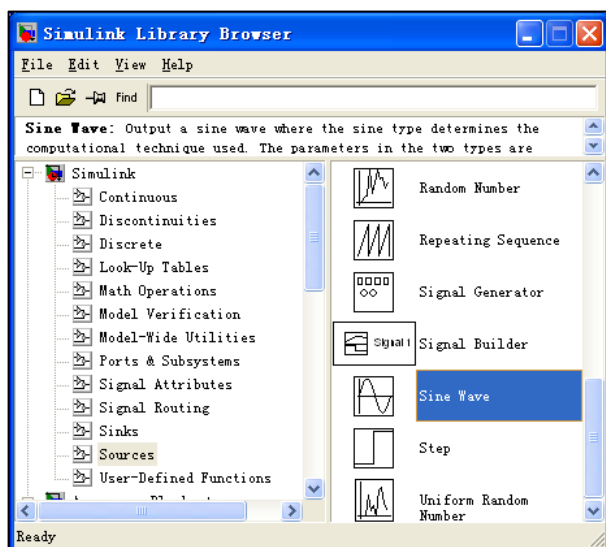 Simulink Library Browser
File Edit View Help
Find
Sine Wave: Output a sine wave where the sine type determines the
computational technique used. The parameters in the two types are
Simulink
Continuous
Discontinuities
Discrete
Look-Up Tables
Math Operations
Model Verification
Model-Wide Utilities
Ports & Subsystems
Signal Attributes
Signal Routing
Sinks
Sources
User-Defined Functions
Random Number
Repeating Sequence
Signal Generator
Signal 1
Signal Builder
Sine Wave
Step
Uniform Random
Number
Ready